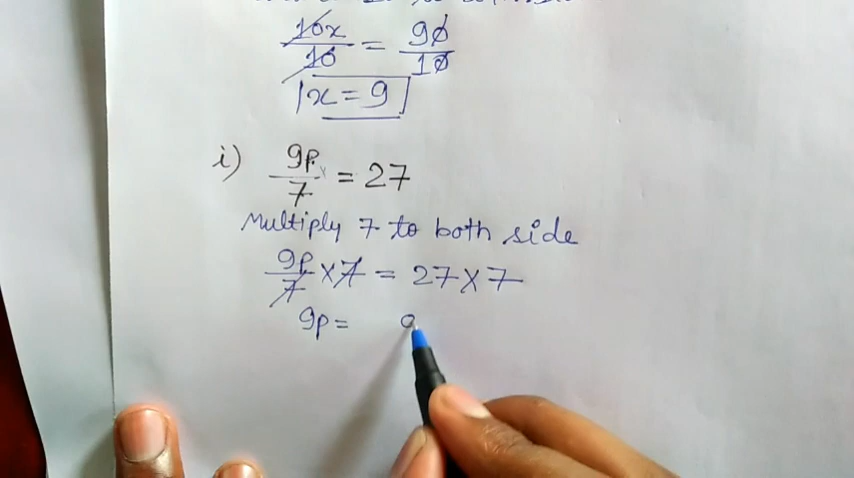 10x/10 = 90/10
x = 9
i) 9p/7 = 27
Multiply 7 to both side
9p/7 × 7 = 27 × 7
9p =